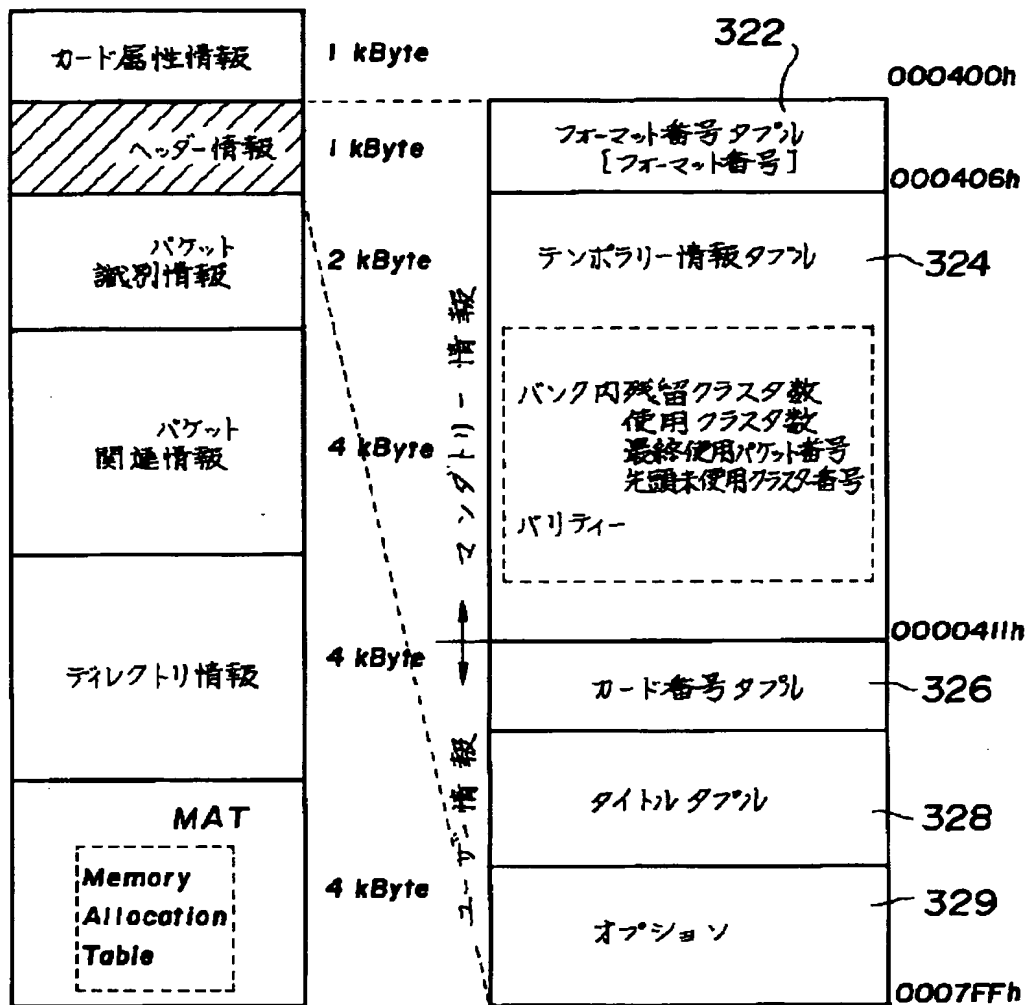 カード属性情報
1 kByte
ヘッダー情報
1 kByte
パケット
識別情報
2 kByte
パケット
関連情報
4 kByte
ディレクトリ情報
4 kByte
MAT
Memory
Allocation
Table
4 kByte
マンダトリー情報
ユーザー情報
322
000400h
フォーマット番号タプル
[フォーマット番号]
000406h
テンポラリー情報タプル
324
バンク内残留クラスタ数
使用クラスタ数
最終使用パケット番号
先頭未使用クラスター番号
パリティー
0000411h
カード番号タプル
326
タイトルタプル
328
オプション
329
0007FFh